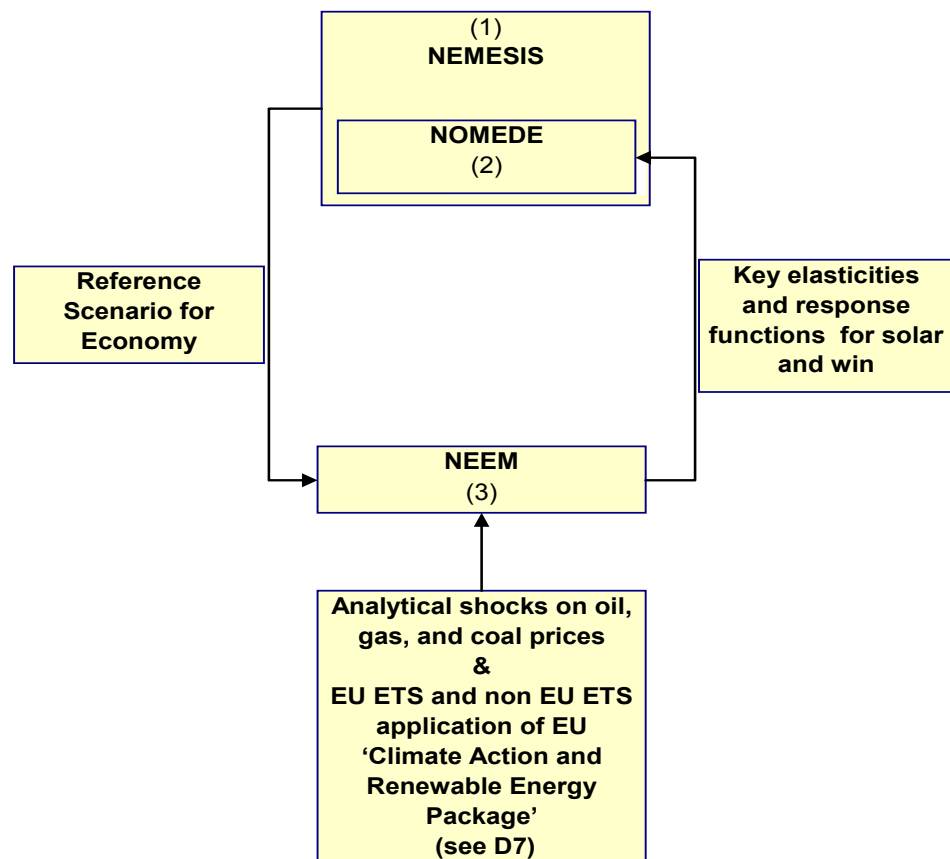 (1)
NEMESIS
NOMEDE
(2)
Reference
Scenario for
Economy
Key elasticities
and response
functions for solar
and win
NEEM
(3)
Analytical shocks on oil,
gas, and coal prices
&
EU ETS and non EU ETS
application of EU
‘Climate Action and
Renewable Energy
Package’
(see D7)